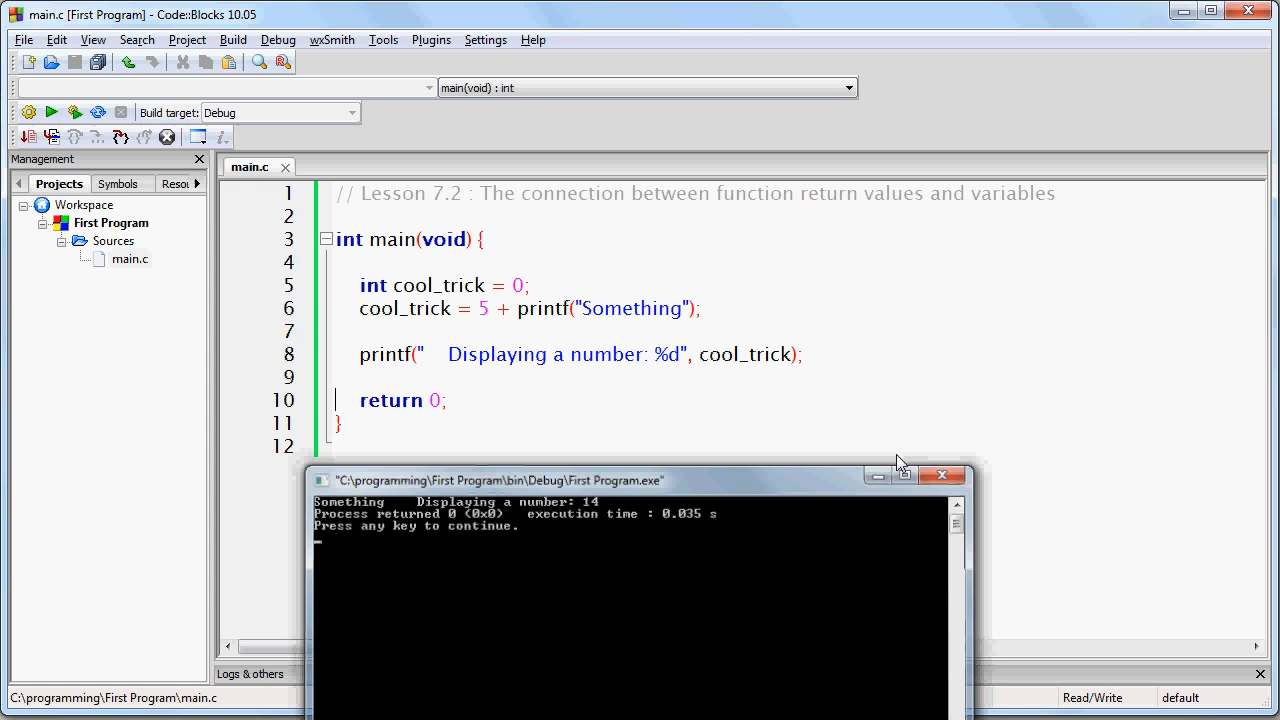 main.c [First Program] - Code::Blocks 10.05
File Edit View Search Project Build Debug wxSmith Tools Plugins Settings Help
main(void) : int
Build target: Debug
Management
main.c
Projects Symbols Resou
Workspace
First Program
Sources
main.c
1 // Lesson 7.2 : The connection between function return values and variables
2
3 int main(void) {
4
5 int cool_trick = 0;
6 cool_trick = 5 + printf("Something");
7
8 printf("    Displaying a number: %d", cool_trick);
9
10 return 0;
11 }
12
"C:\programming\First Program\bin\Debug\First Program.exe"
Something    Displaying a number: 14
Process returned 0 (0x0)   execution time : 0.035 s
Press any key to continue.
Logs & others
C:\programming\First Program\main.c
Read/Write default